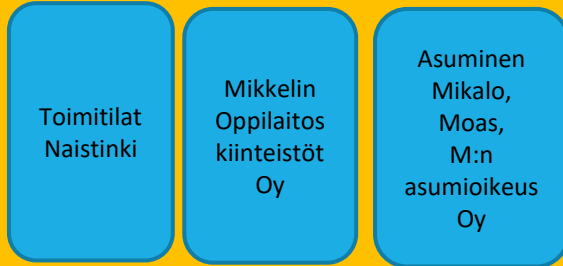 Toimitilat
Naistinki
Mikkelin
Oppilaitos
kiinteistöt
Oy
Asuminen
Mikalo,
Moas,
M:n
asumioikeus
Oy